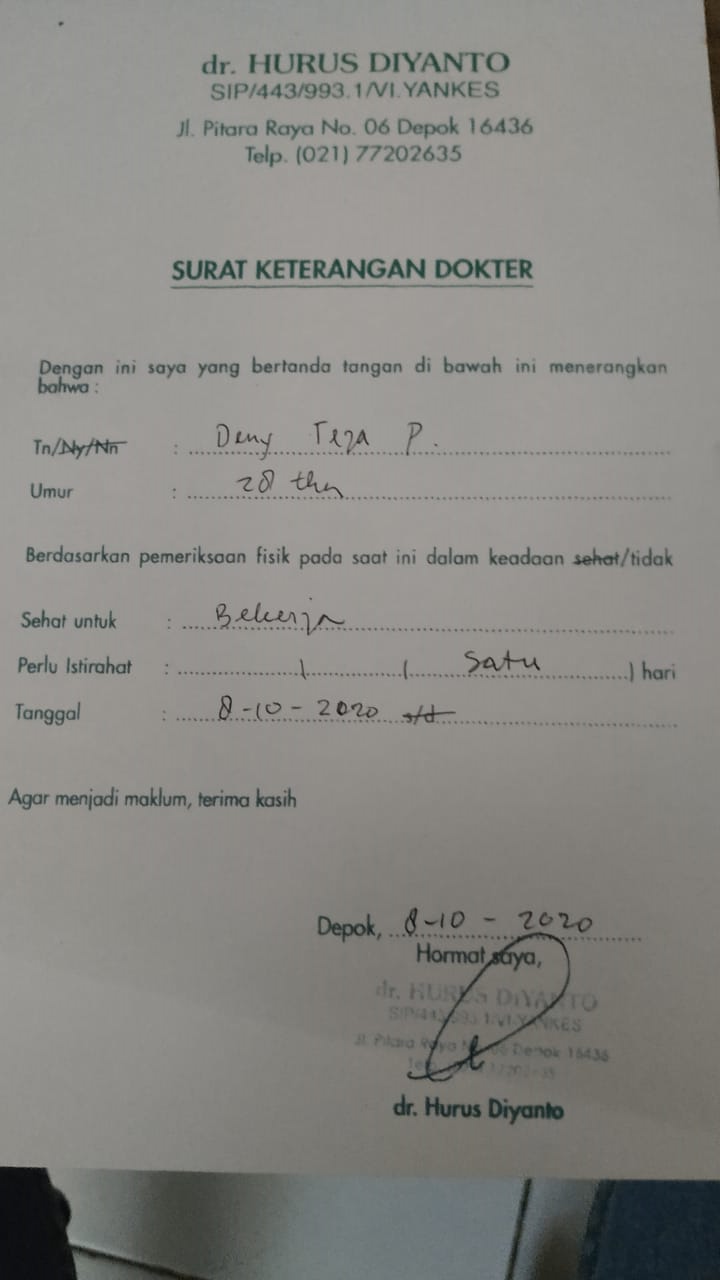 dr. HURUS DIYANTO
SIP/443/993.1/VI.YANKES
Jl. Pitara Raya No. 06 Depok 16436
Telp. (021) 77202635
SURAT KETERANGAN DOKTER
Dengan ini saya yang bertanda tangan di bawah ini menerangkan
bahwa :
Tn/Ny/Nn : Deny Teza P.
Umur : 28 thn
Berdasarkan pemeriksaan fisik pada saat ini dalam keadaan sehat/tidak
Sehat untuk : Bekerja
Perlu Istirahat : 1 ( Satu ) hari
Tanggal : 8-10-2020 s/d
Agar menjadi maklum, terima kasih
Depok, 8-10-2020
Hormat saya,
dr. HURUS DIYANTO
SIP/443/993.1/VI.YANKES
Jl. Pitara Raya No. 06 Depok 16436
dr. Hurus Diyanto